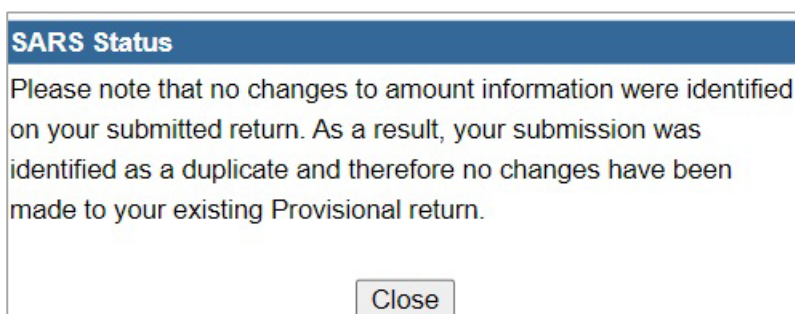 SARS Status
Please note that no changes to amount information were identified
on your submitted return. As a result, your submission was
identified as a duplicate and therefore no changes have been
made to your existing Provisional return.
Close